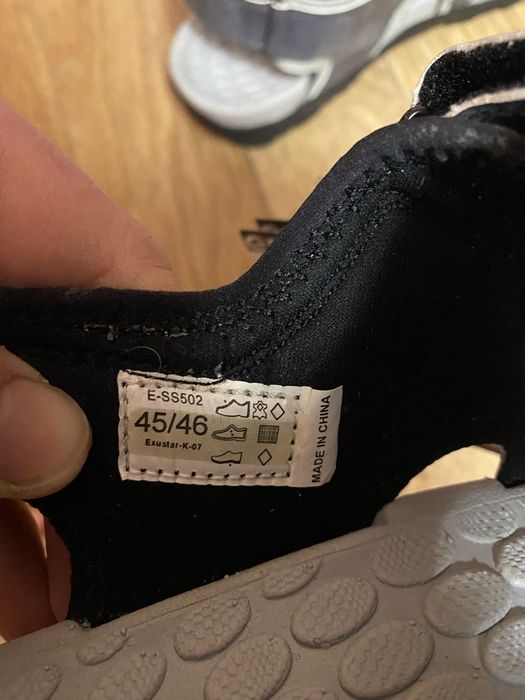 E-SS502
45/46
Exustar-K-07
MADE IN CHINA